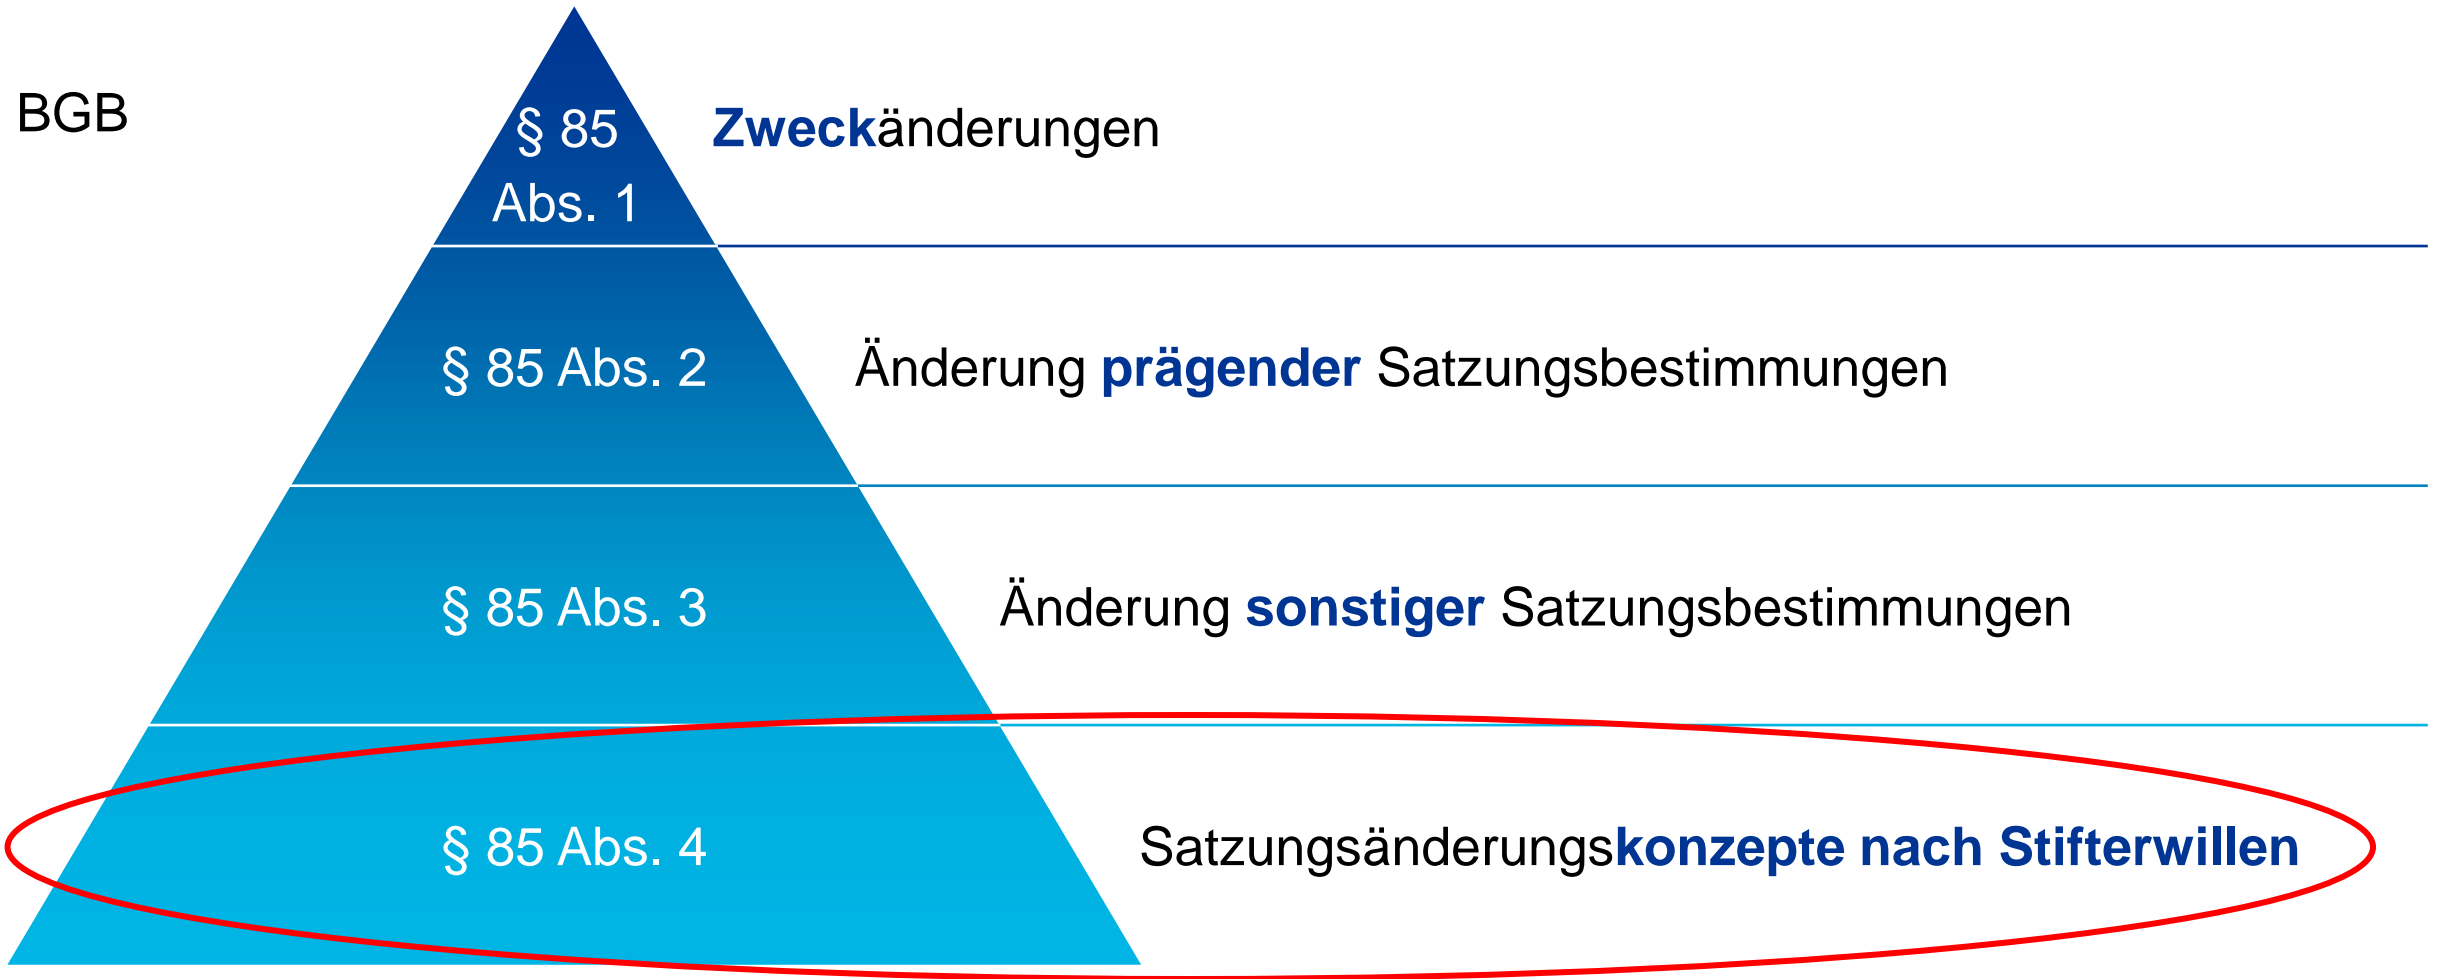 BGB
§ 85
Abs. 1
Zweckänderungen
§ 85 Abs. 2
Änderung prägender Satzungsbestimmungen
§ 85 Abs. 3
Änderung sonstiger Satzungsbestimmungen
§ 85 Abs. 4
Satzungsänderungskonzepte nach Stifterwillen